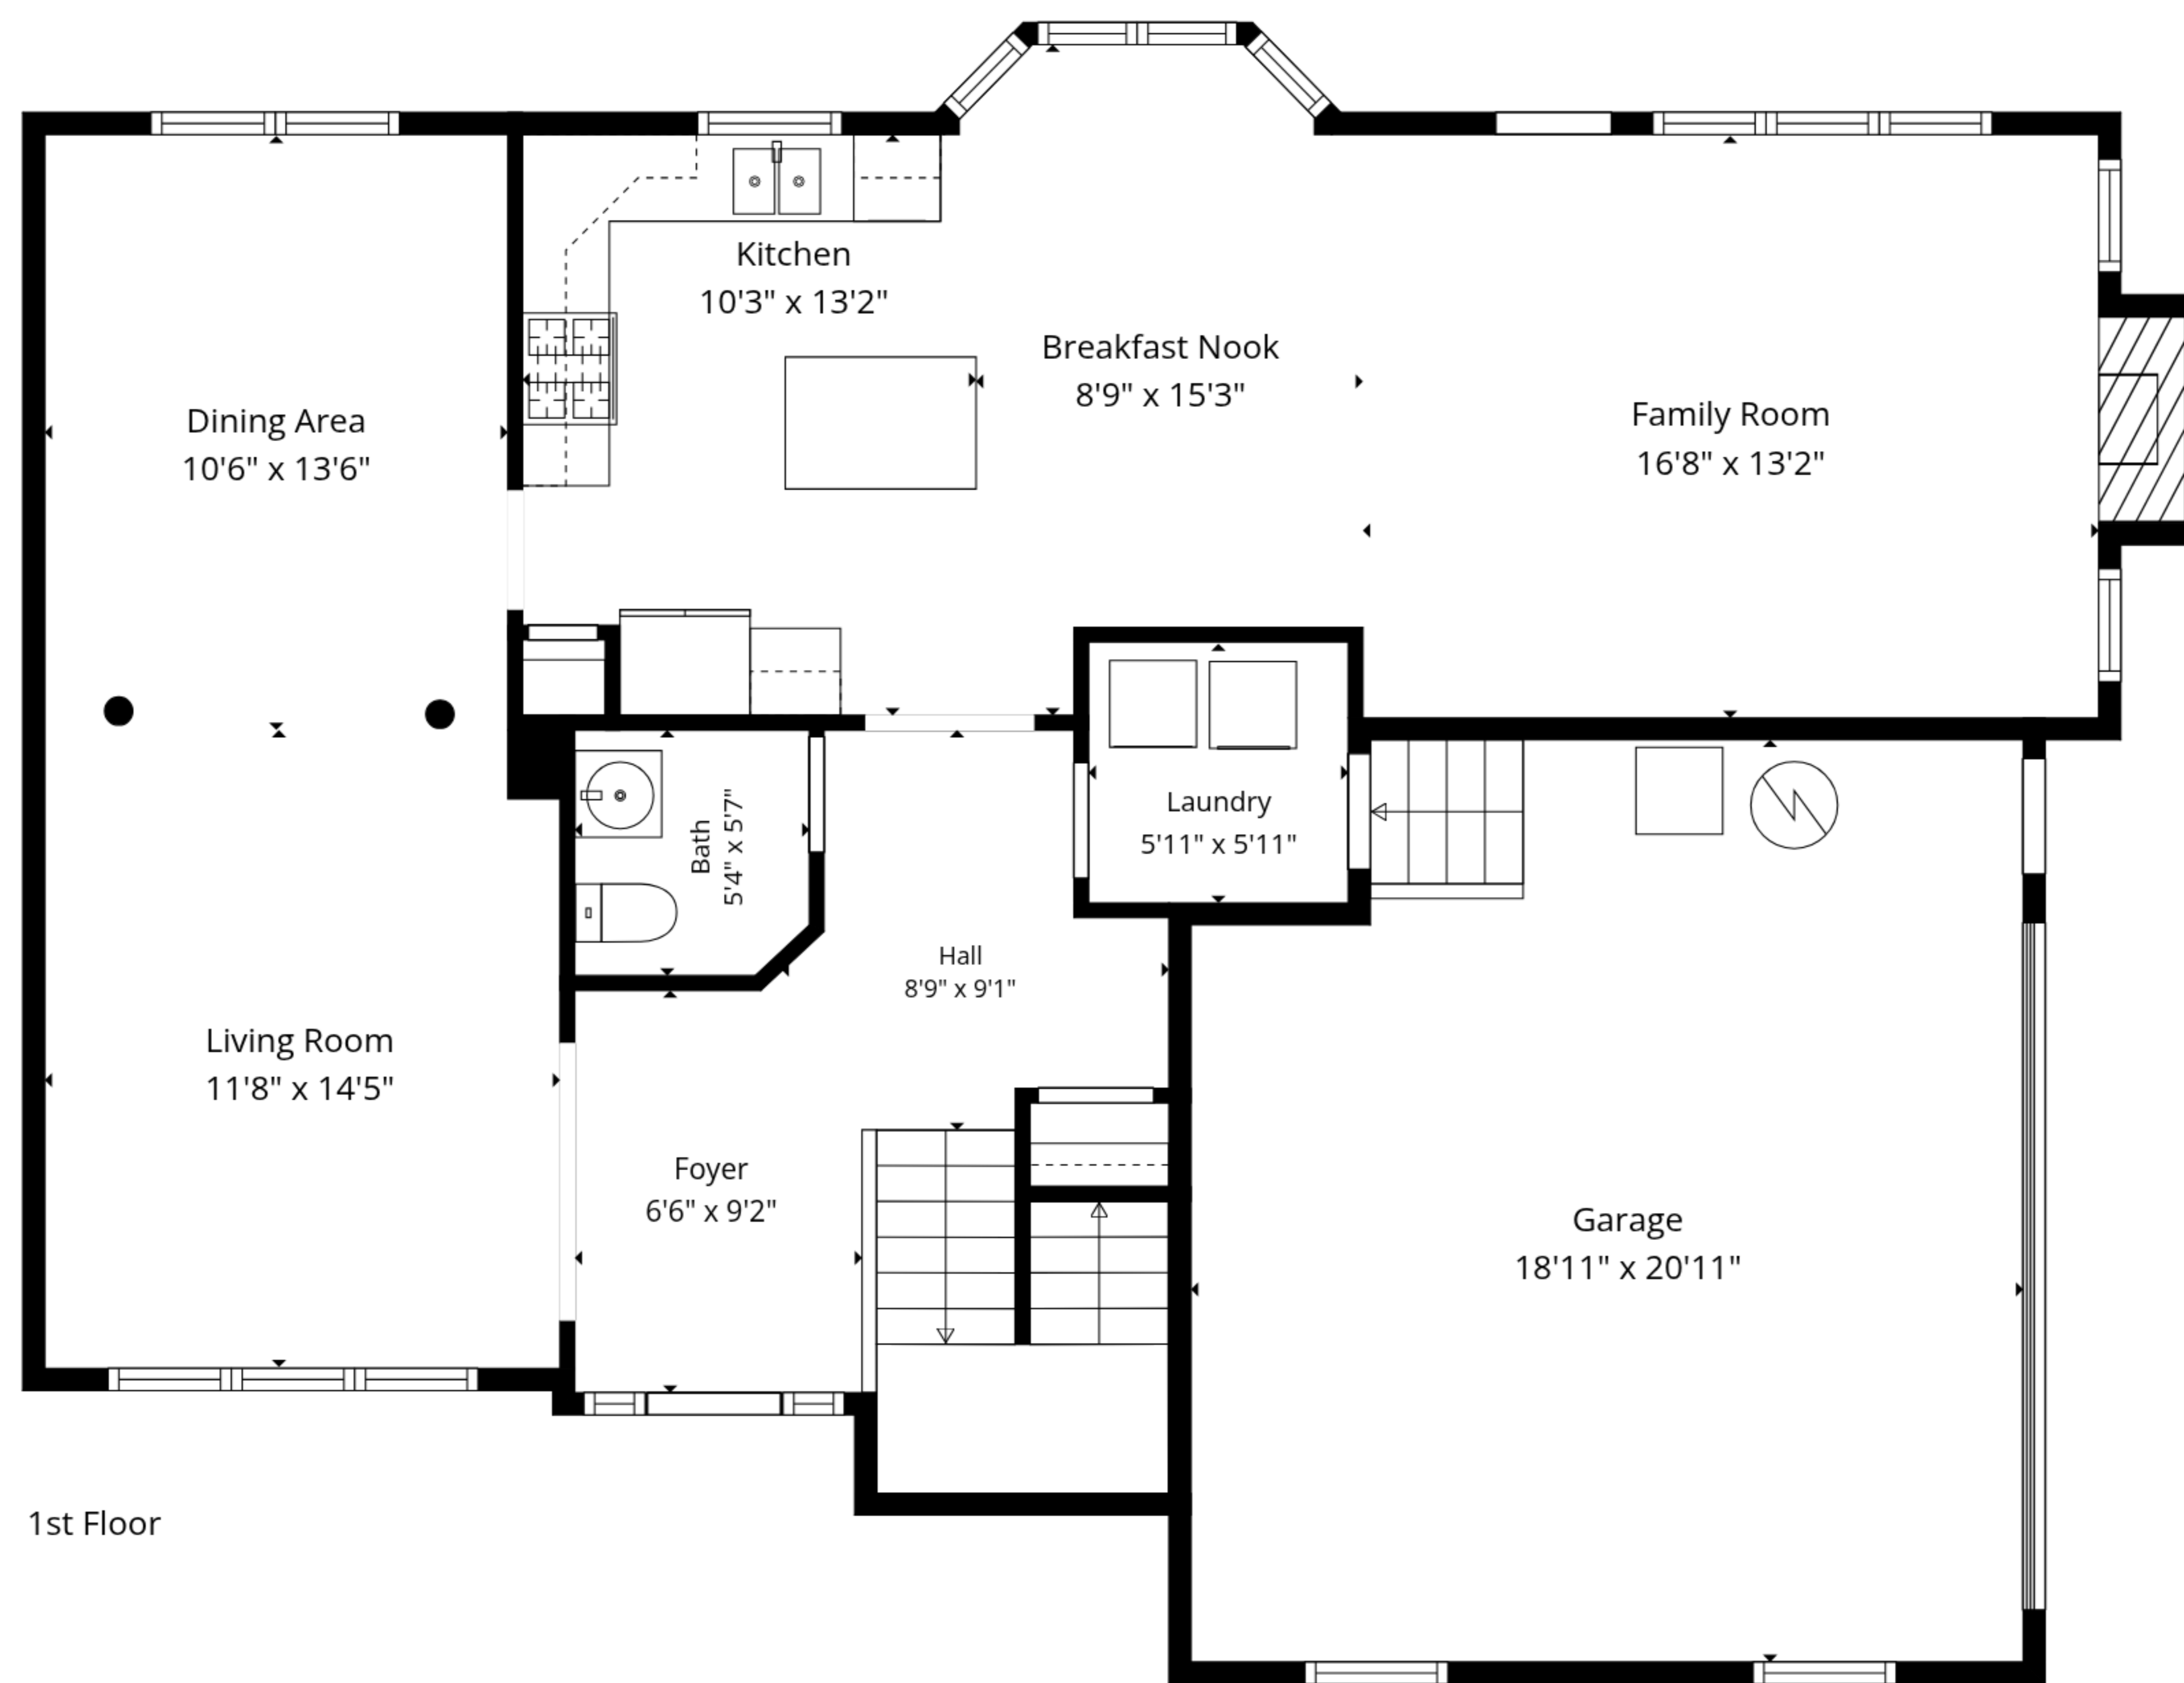 Kitchen
10'3" x 13'2"
Breakfast Nook
8'9" x 15'3"
Dining Area
10'6" x 13'6"
Family Room
16'8" x 13'2"
Laundry
5'11" x 5'11"
Bath
5'4" x 5'7"
Hall
8'9" x 9'1"
Living Room
11'8" x 14'5"
Foyer
6'6" x 9'2"
Garage
18'11" x 20'11"
1st Floor